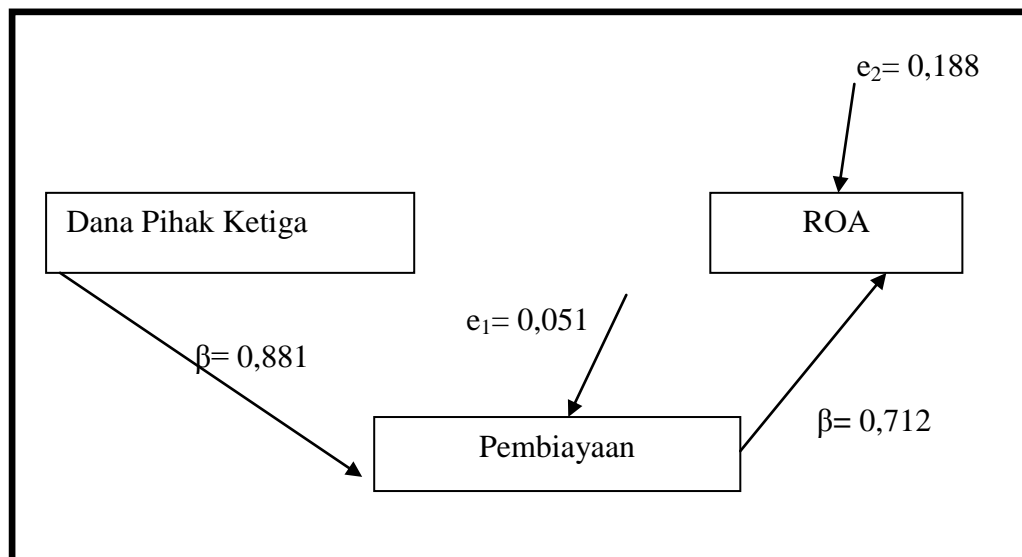 e₂= 0,188
Dana Pihak Ketiga
ROA
e₁= 0,051
β= 0,881
β= 0,712
Pembiayaan